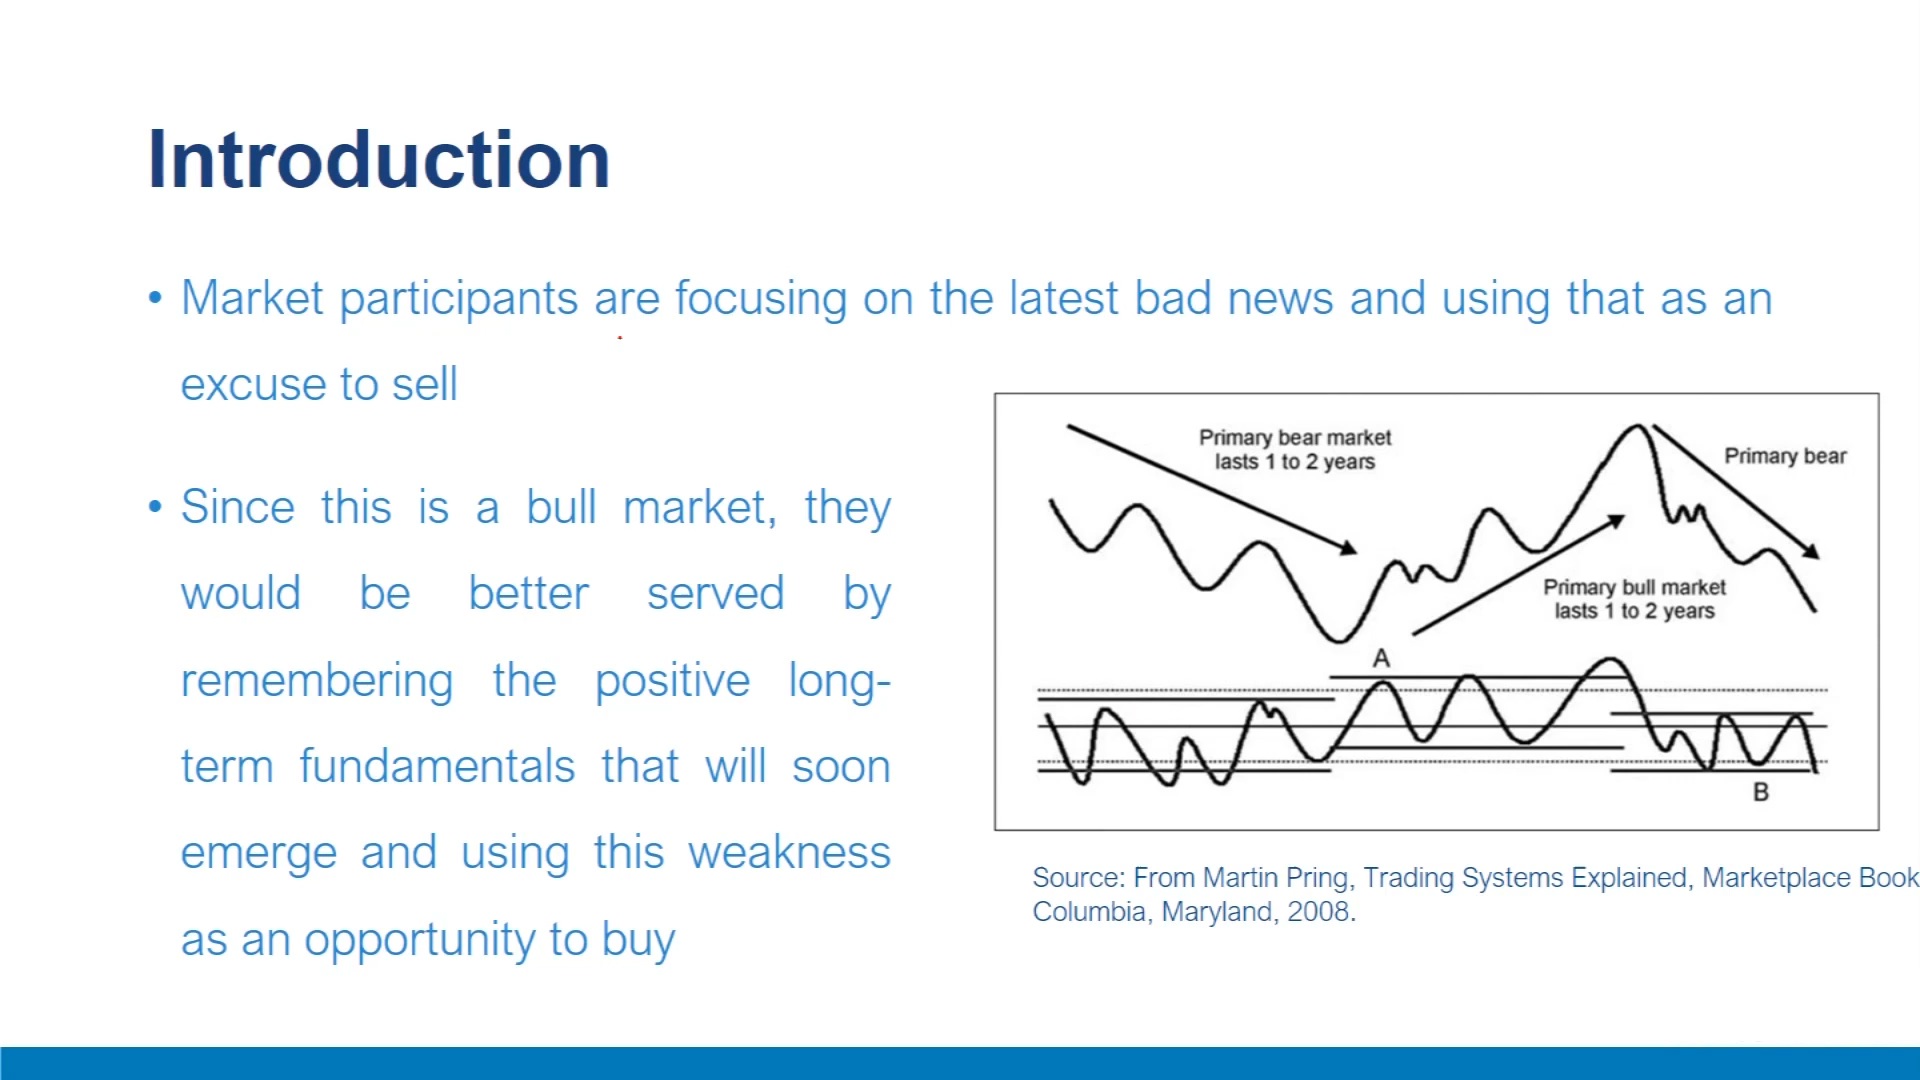 Introduction
• Market participants are focusing on the latest bad news and using that as an
excuse to sell
• Since this is a bull market, they
would be better served by
remembering the positive long-
term fundamentals that will soon
emerge and using this weakness
as an opportunity to buy
Primary bear market
lasts 1 to 2 years
Primary bear
Primary bull market
lasts 1 to 2 years
A
B
Source: From Martin Pring, Trading Systems Explained, Marketplace Book
Columbia, Maryland, 2008.